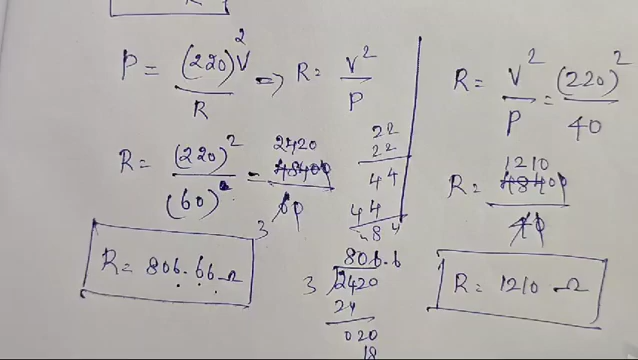 P = (220)²V / R => R = V² / P
R = (220)² / (60)² = 48400 / 60
2420
3
R = 806.66 Ω
22
22
44
44
484
806.6
3 ) 2420
24
020
18
R = V² / P = (220)² / 40
1210
R = 48400 / 40
R = 1210 Ω